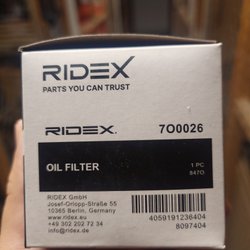 RIDEX
PARTS YOU CAN TRUST
RIDEX. 7O0026
OIL FILTER
1 PC
847O
RIDEX GmbH
Josef-Orlopp-Straße 55
10365 Berlin, Germany
www.ridex.eu
+49 302 202 72 34
info@ridex.de
4059191236404
8097404